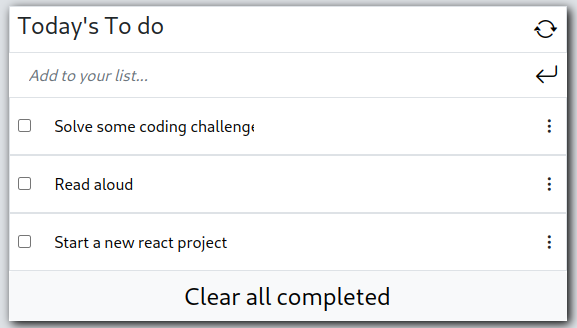 Today's To do
Add to your list...
Solve some coding challenge
Read aloud
Start a new react project
Clear all completed